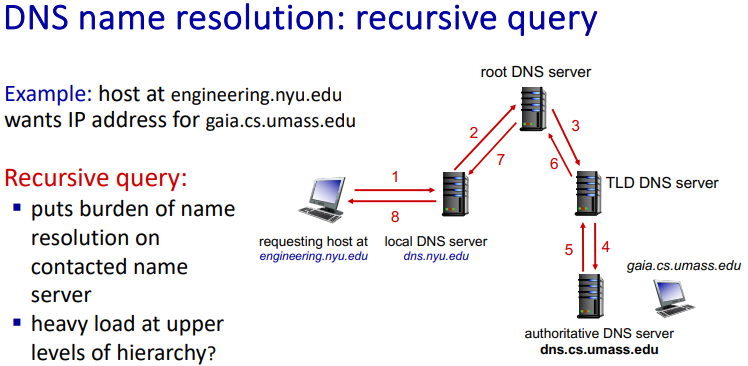 DNS name resolution: recursive query
Example: host at engineering.nyu.edu
wants IP address for gaia.cs.umass.edu
Recursive query:
▪ puts burden of name
resolution on
contacted name
server
▪ heavy load at upper
levels of hierarchy?
root DNS server
2
3
7
6
1
TLD DNS server
8
requesting host at
engineering.nyu.edu
local DNS server
dns.nyu.edu
5
4
gaia.cs.umass.edu
authoritative DNS server
dns.cs.umass.edu